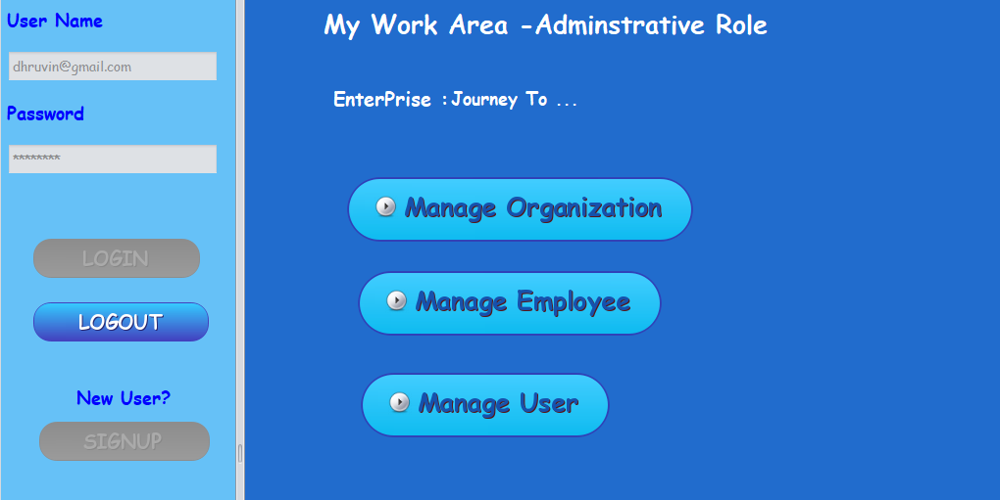 User Name
dhruvin@gmail.com
Password
********
LOGIN
LOGOUT
New User?
SIGNUP
My Work Area -Adminstrative Role
EnterPrise : Journey To ...
Manage Organization
Manage Employee
Manage User